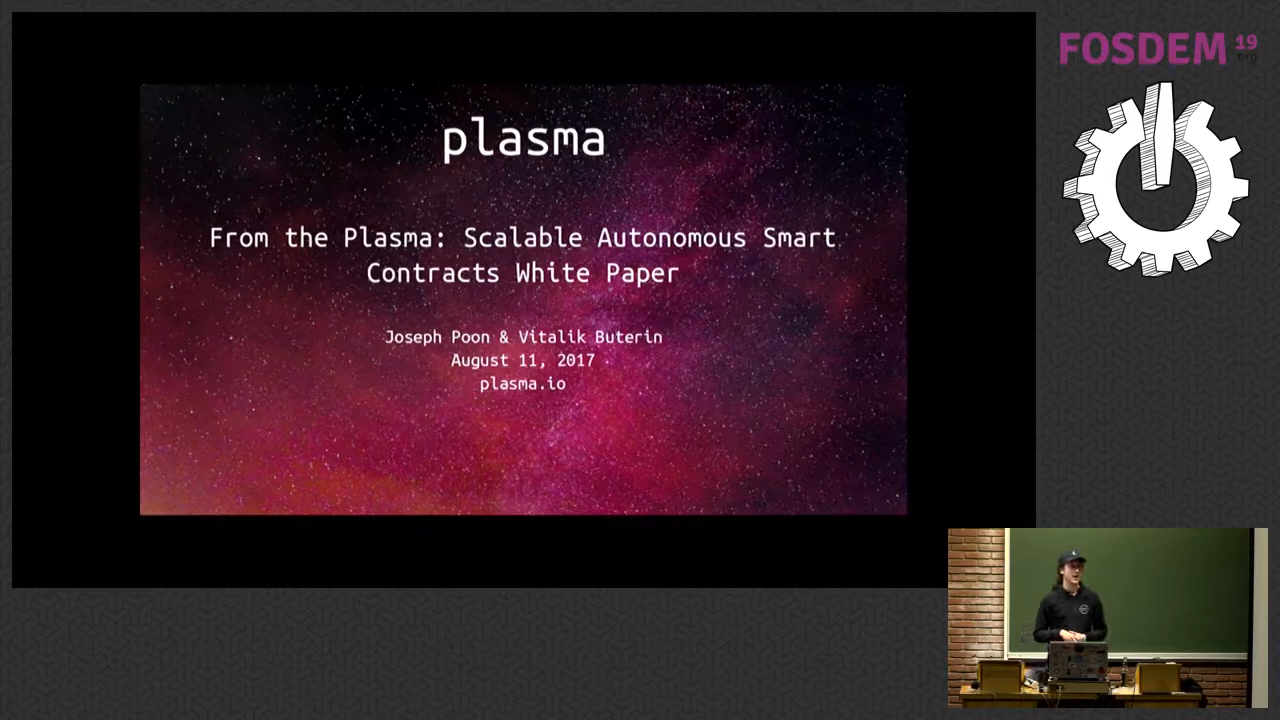 plasma
From the Plasma: Scalable Autonomous Smart
Contracts White Paper
Joseph Poon & Vitalik Buterin
August 11, 2017
plasma.io
FOSDEM 19
.org